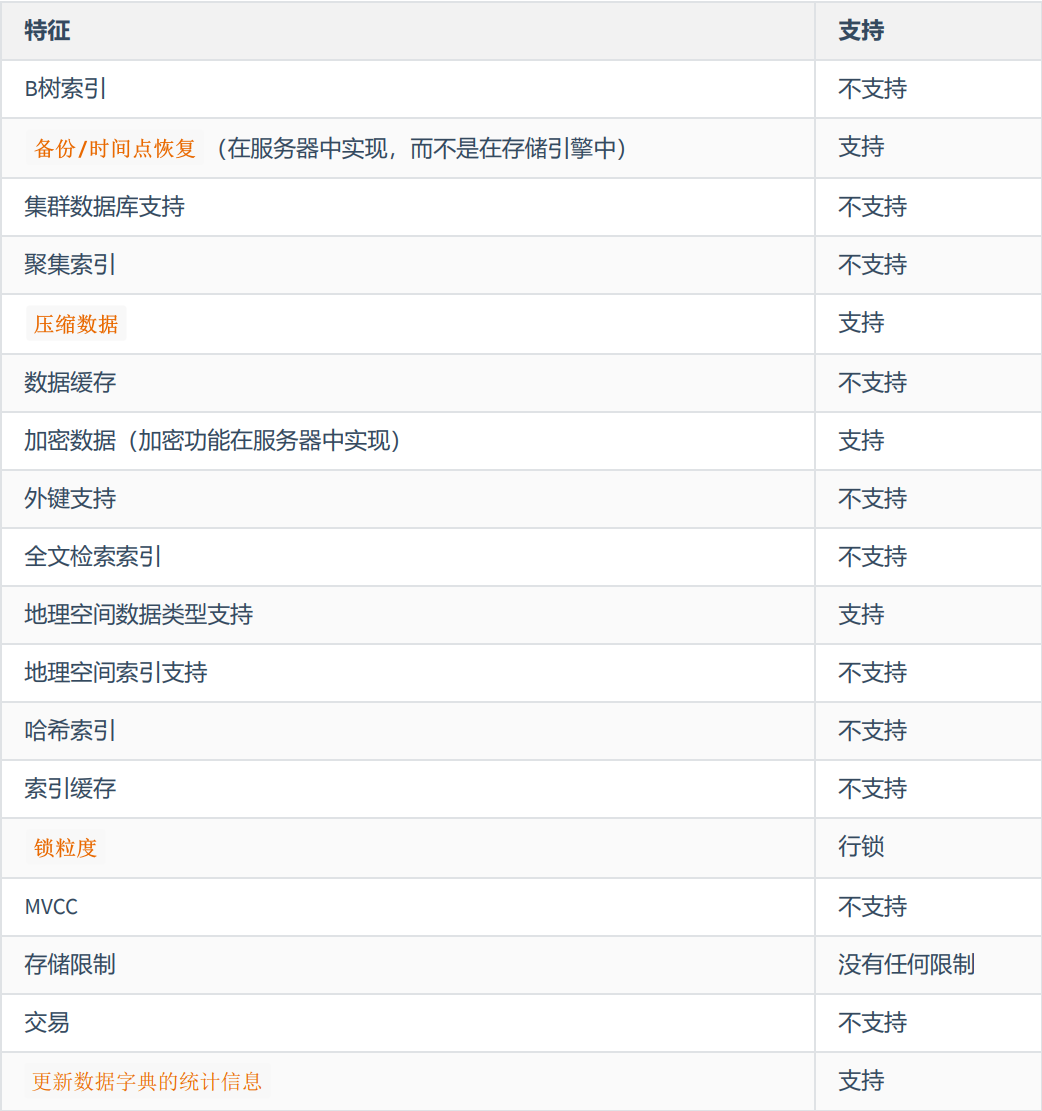 特征 支持
B树索引 不支持
备份/时间点恢复 （在服务器中实现，而不是在存储引擎中） 支持
集群数据库支持 不支持
聚集索引 不支持
压缩数据 支持
数据缓存 不支持
加密数据（加密功能在服务器中实现） 支持
外键支持 不支持
全文检索索引 不支持
地理空间数据类型支持 支持
地理空间索引支持 不支持
哈希索引 不支持
索引缓存 不支持
锁粒度 行锁
MVCC 不支持
存储限制 没有任何限制
交易 不支持
更新数据字典的统计信息 支持